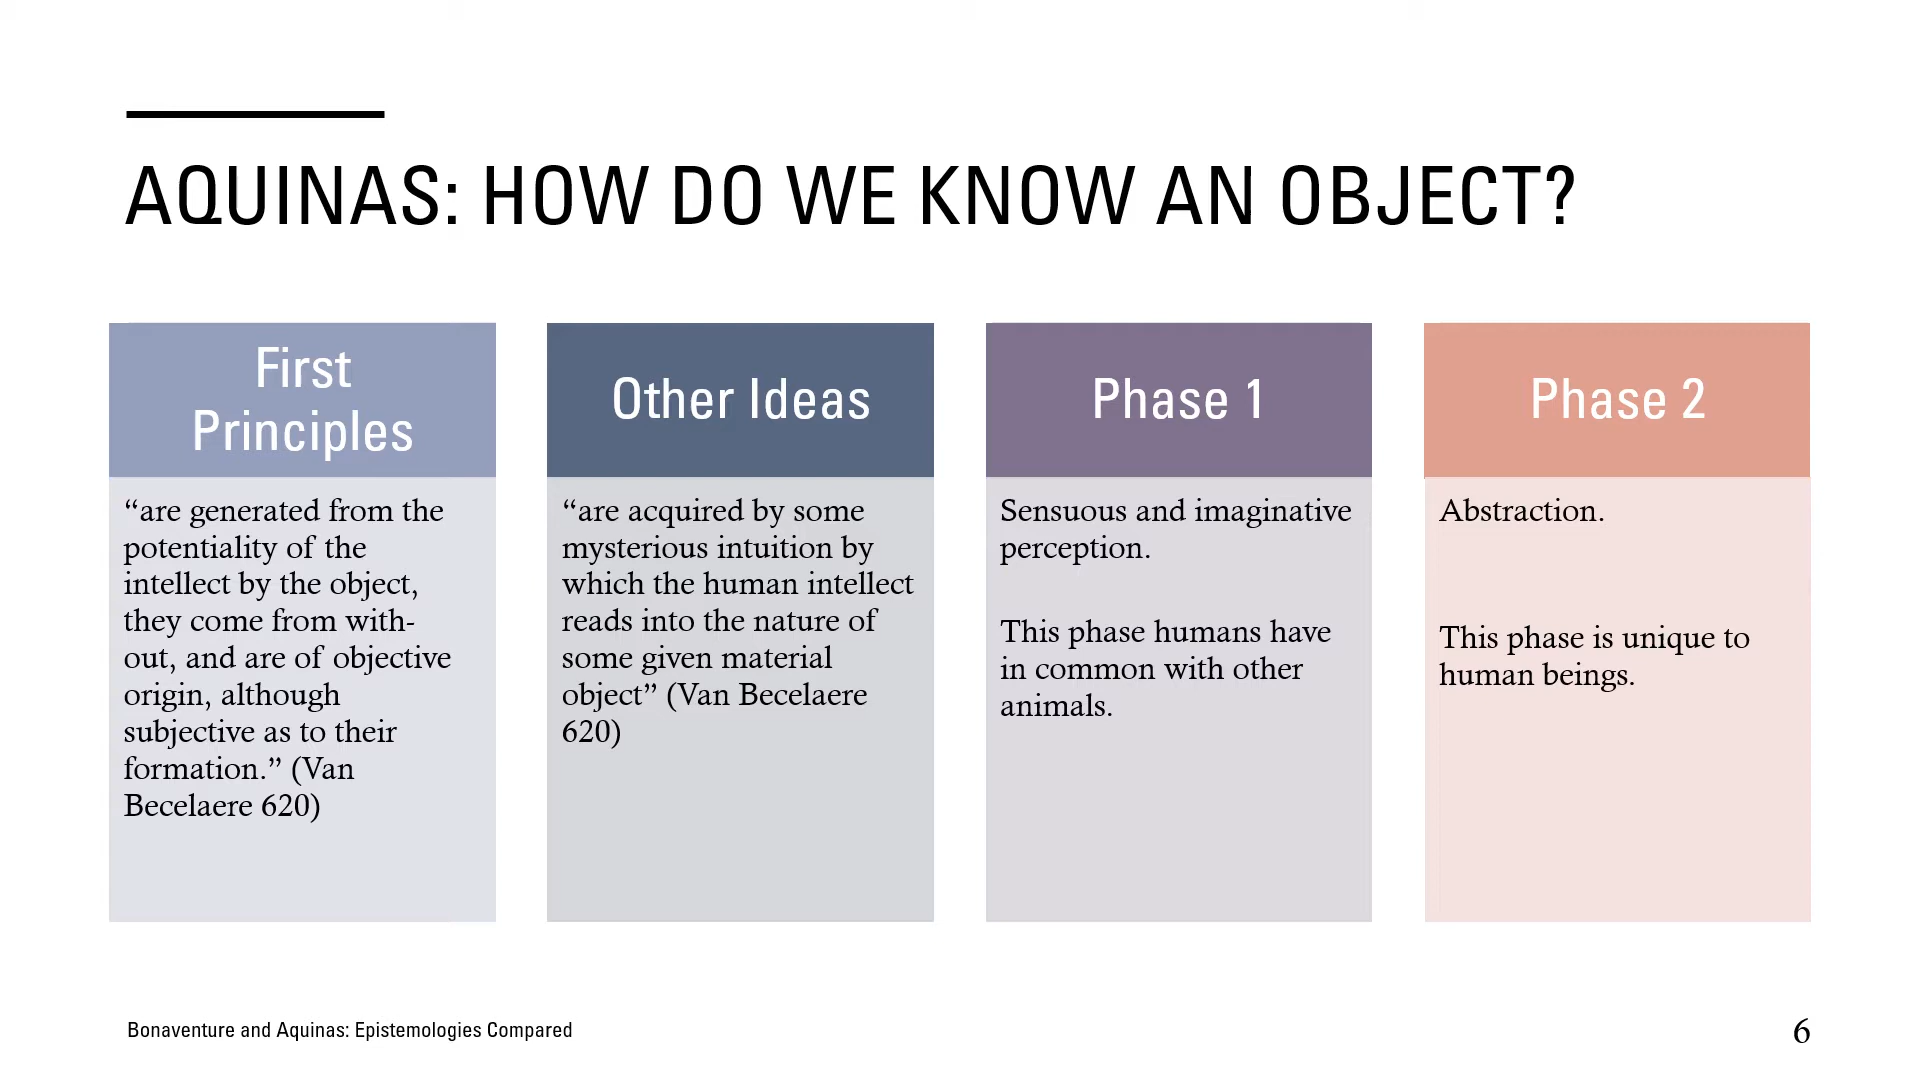 AQUINAS: HOW DO WE KNOW AN OBJECT?
First
Principles
“are generated from the
potentiality of the
intellect by the object,
they come from with-
out, and are of objective
origin, although
subjective as to their
formation.” (Van
Becelaere 620)
Other Ideas
“are acquired by some
mysterious intuition by
which the human intellect
reads into the nature of
some given material
object” (Van Becelaere
620)
Phase 1
Sensuous and imaginative
perception.
This phase humans have
in common with other
animals.
Phase 2
Abstraction.
This phase is unique to
human beings.
Bonaventure and Aquinas: Epistemologies Compared
6